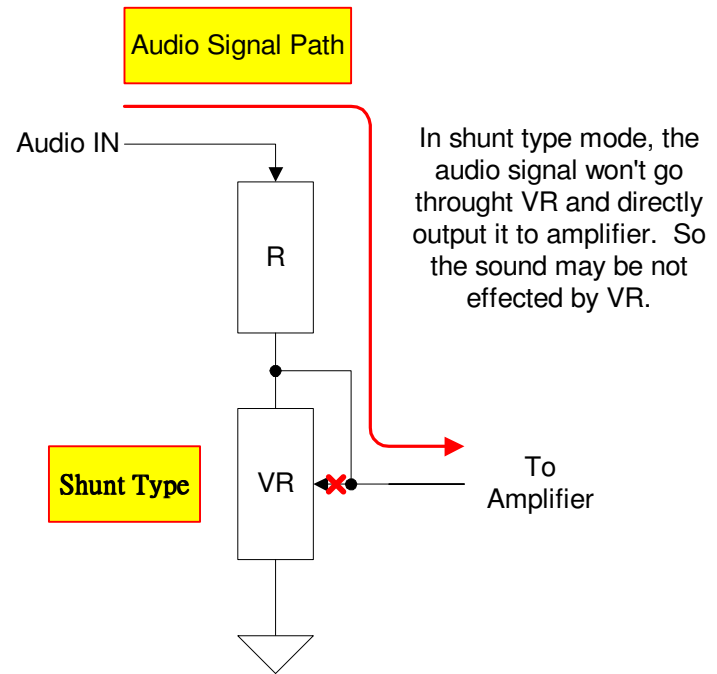 Audio Signal Path
Audio IN
In shunt type mode, the
audio signal won't go
throught VR and directly
output it to amplifier.  So
the sound may be not
effected by VR.
R
Shunt Type
VR
To
Amplifier